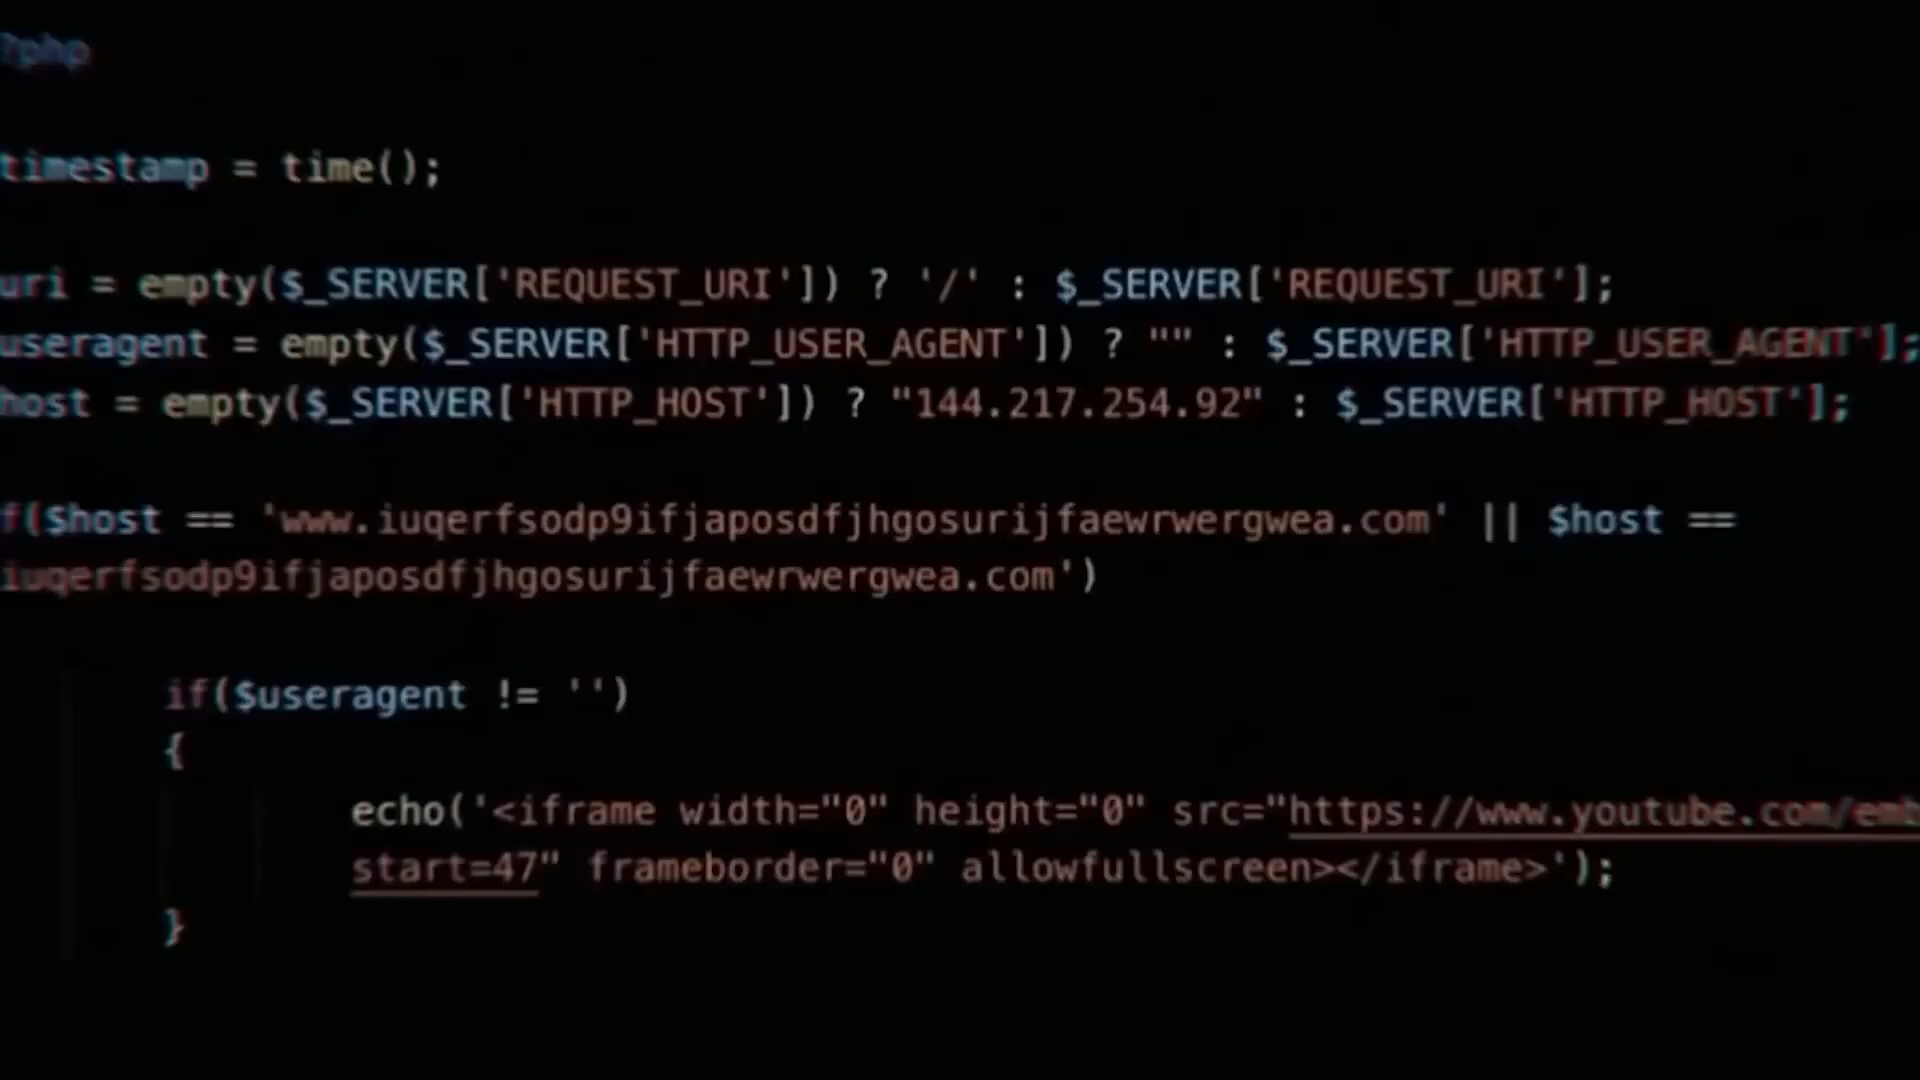 ?php
timestamp = time();
uri = empty($_SERVER['REQUEST_URI']) ? '/' : $_SERVER['REQUEST_URI'];
useragent = empty($_SERVER['HTTP_USER_AGENT']) ? "" : $_SERVER['HTTP_USER_AGENT'];
host = empty($_SERVER['HTTP_HOST']) ? "144.217.254.92" : $_SERVER['HTTP_HOST'];
f($host == 'www.iuqerfsodp9ifjaposdfjhgosurijfaewrwergwea.com' || $host ==
iuqerfsodp9ifjaposdfjhgosurijfaewrwergwea.com')
if($useragent != '')
{
echo('<iframe width="0" height="0" src="https://www.youtube.com/emb
start=47" frameborder="0" allowfullscreen></iframe>');
}